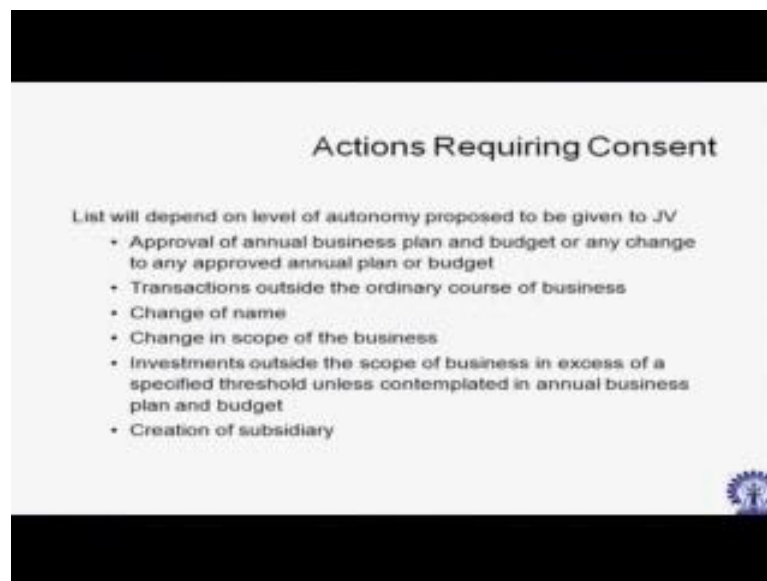 Actions Requiring Consent
List will depend on level of autonomy proposed to be given to JV
• Approval of annual business plan and budget or any change
to any approved annual plan or budget
• Transactions outside the ordinary course of business
• Change of name
• Change in scope of the business
• Investments outside the scope of business in excess of a
specified threshold unless contemplated in annual business
plan and budget
• Creation of subsidiary